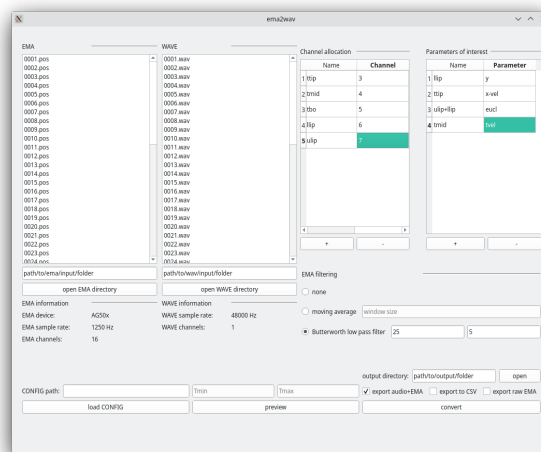 ema2wav
EMA
0001.pos
0002.pos
0003.pos
0004.pos
0005.pos
0006.pos
0007.pos
0008.pos
0009.pos
0010.pos
0011.pos
0012.pos
0013.pos
0014.pos
0015.pos
0016.pos
0017.pos
0018.pos
0019.pos
0020.pos
0021.pos
0022.pos
0023.pos
0024.pos
path/to/ema/input/folder
open EMA directory
EMA information
EMA device: AG50x
EMA sample rate: 1250 Hz
EMA channels: 16
WAVE
0001.wav
0002.wav
0003.wav
0004.wav
0005.wav
0006.wav
0007.wav
0008.wav
0009.wav
0010.wav
0011.wav
0012.wav
0013.wav
0014.wav
0015.wav
0016.wav
0017.wav
0018.wav
0019.wav
0020.wav
0021.wav
0022.wav
0023.wav
0024.wav
path/to/wav/input/folder
open WAVE directory
WAVE information
WAVE sample rate: 48000 Hz
WAVE channels: 1
Channel allocation
Name Channel
1 ttip 3
2 tmid 4
3 tbo 5
4 llip 6
5 ulip 7
+ -
Parameters of interest
Name Parameter
1 llip y
2 ttip x-vel
3 ulip+llip eucl
4 tmid tvel
+ -
EMA filtering
none
moving average window size
Butterworth low pass filter 25 5
output directory: path/to/output/folder open
CONFIG path: Tmin Tmax
export audio+EMA export to CSV export raw EMA
load CONFIG preview convert